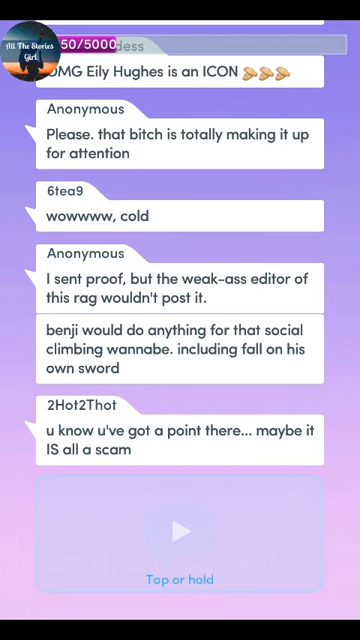 All The Stories
Girl
50/5000
dess
OMG Eily Hughes is an ICON
Anonymous
Please. that bitch is totally making it up
for attention
6tea9
wowwww, cold
Anonymous
I sent proof, but the weak-ass editor of
this rag wouldn't post it.
benji would do anything for that social
climbing wannabe. including fall on his
own sword
2Hot2Thot
u know u've got a point there... maybe it
IS all a scam
Tap or hold